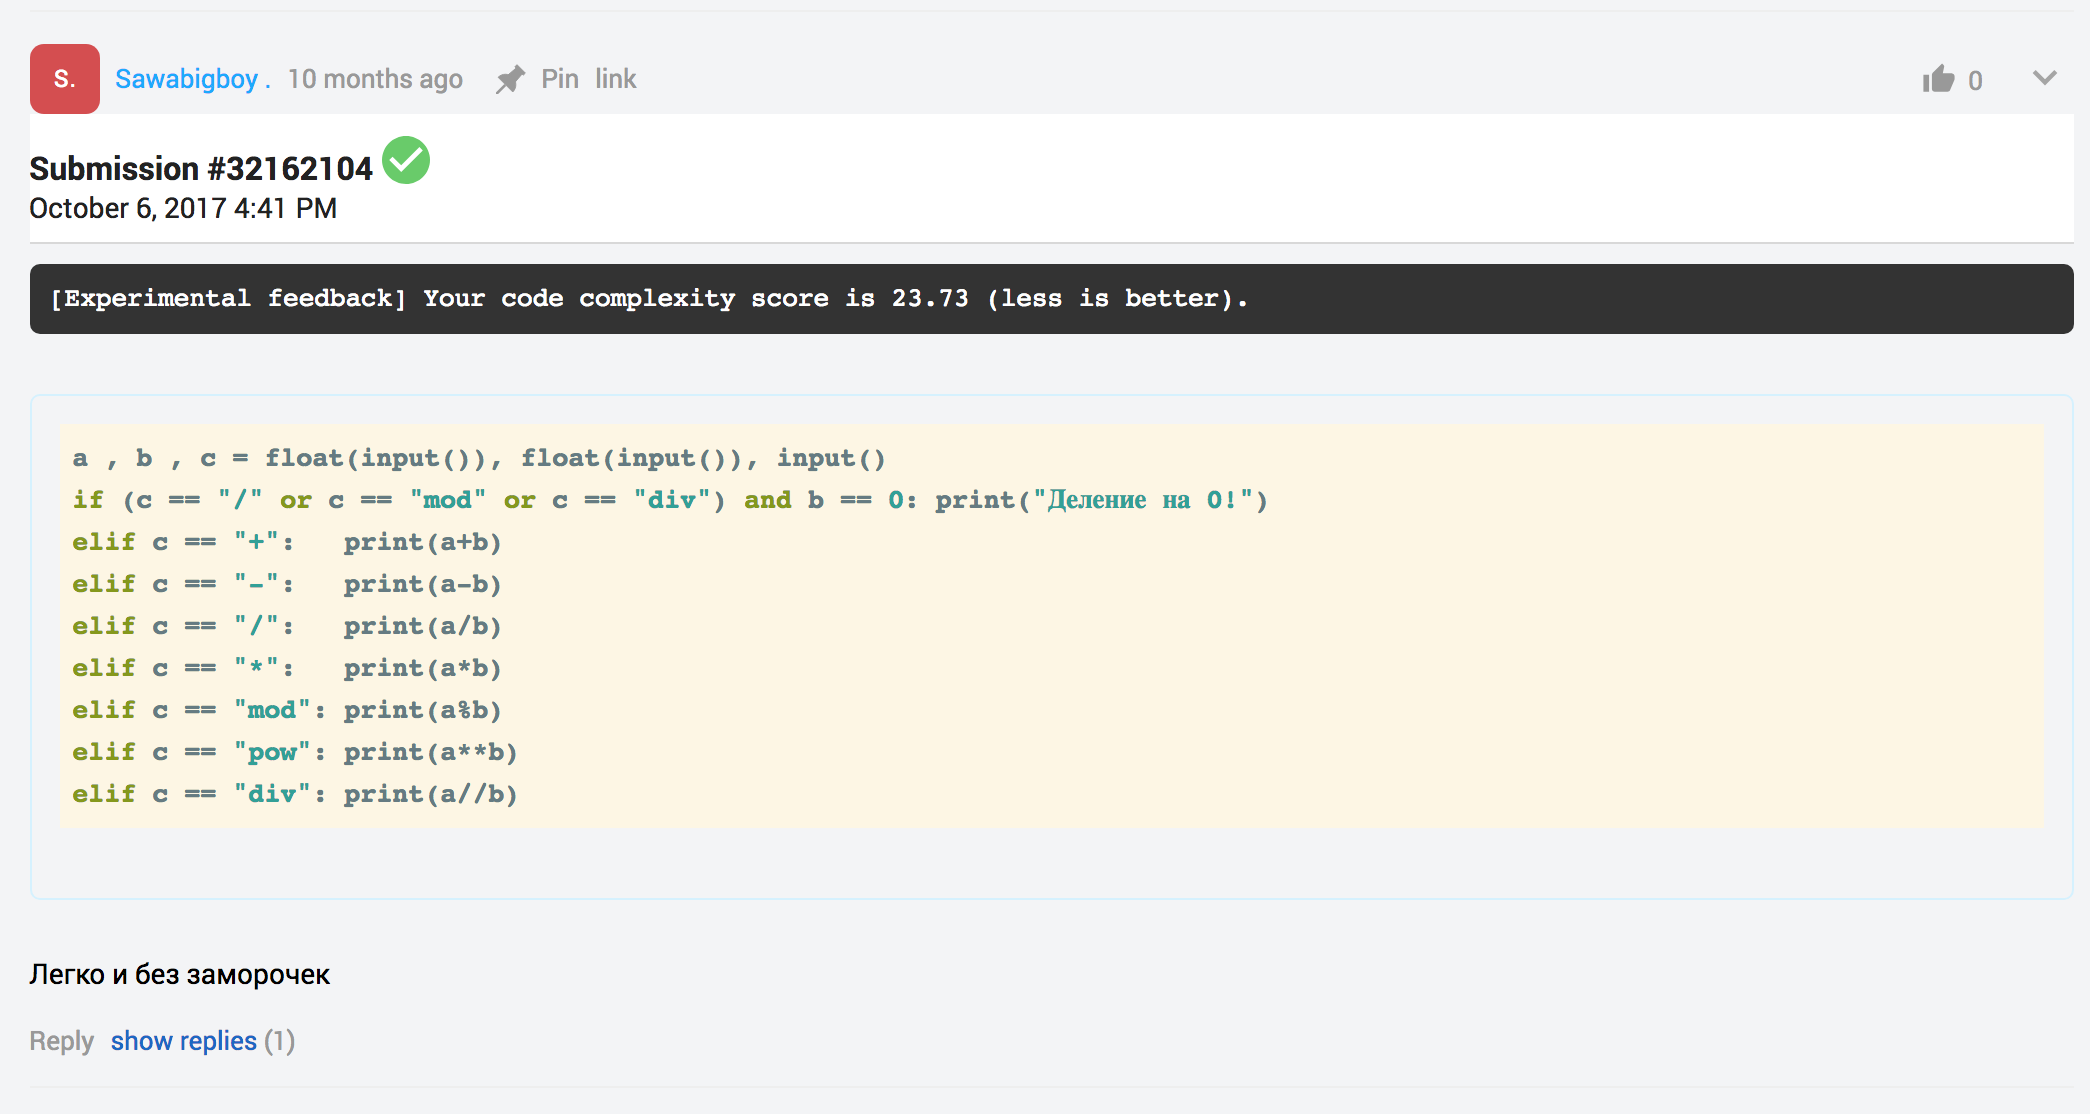 S. Sawabigboy . 10 months ago Pin link 0
Submission #32162104
October 6, 2017 4:41 PM
[Experimental feedback] Your code complexity score is 23.73 (less is better).
a , b , c = float(input()), float(input()), input()
if (c == "/" or c == "mod" or c == "div") and b == 0: print("Деление на 0!")
elif c == "+":   print(a+b)
elif c == "-":   print(a-b)
elif c == "/":   print(a/b)
elif c == "*":   print(a*b)
elif c == "mod": print(a%b)
elif c == "pow": print(a**b)
elif c == "div": print(a//b)
Легко и без заморочек
Reply show replies (1)